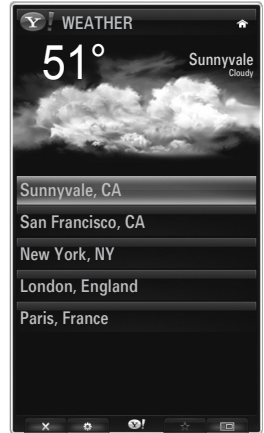 Y! WEATHER
51°
Sunnyvale
Cloudy
Sunnyvale, CA
San Francisco, CA
New York, NY
London, England
Paris, France
Y!